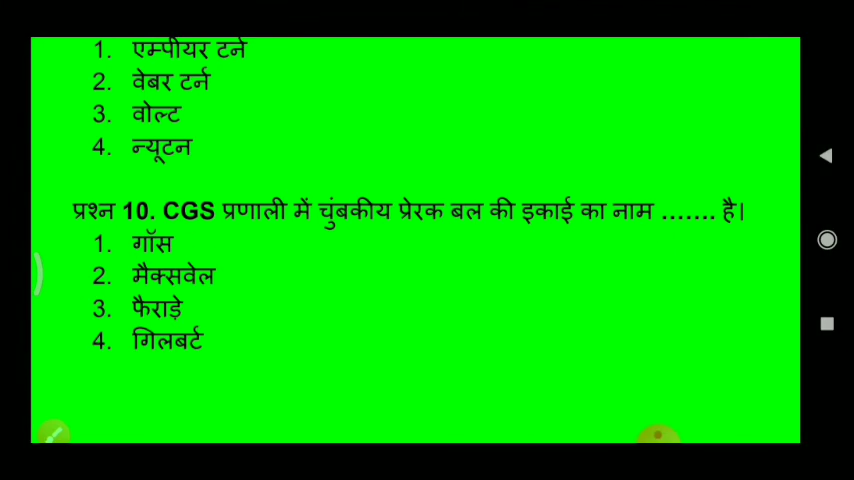 1. एम्पीयर टर्न
2. वेबर टर्न
3. वोल्ट
4. न्यूटन
प्रश्न 10. CGS प्रणाली में चुंबकीय प्रेरक बल की इकाई का नाम ....... है।
1. गॉस
2. मैक्सवेल
3. फैराड़े
4. गिलबर्ट